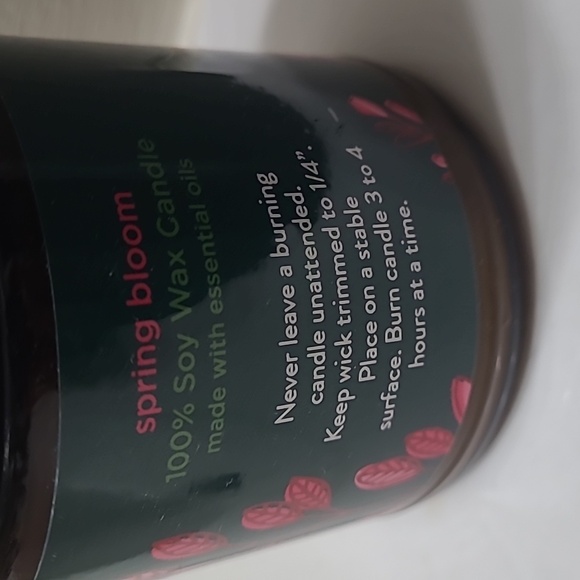 spring bloom
100% Soy Wax Candle
made with essential oils
Never leave a burning
candle unattended.
Keep wick trimmed to 1/4".
Place on a stable
surface. Burn candle 3 to 4
hours at a time.